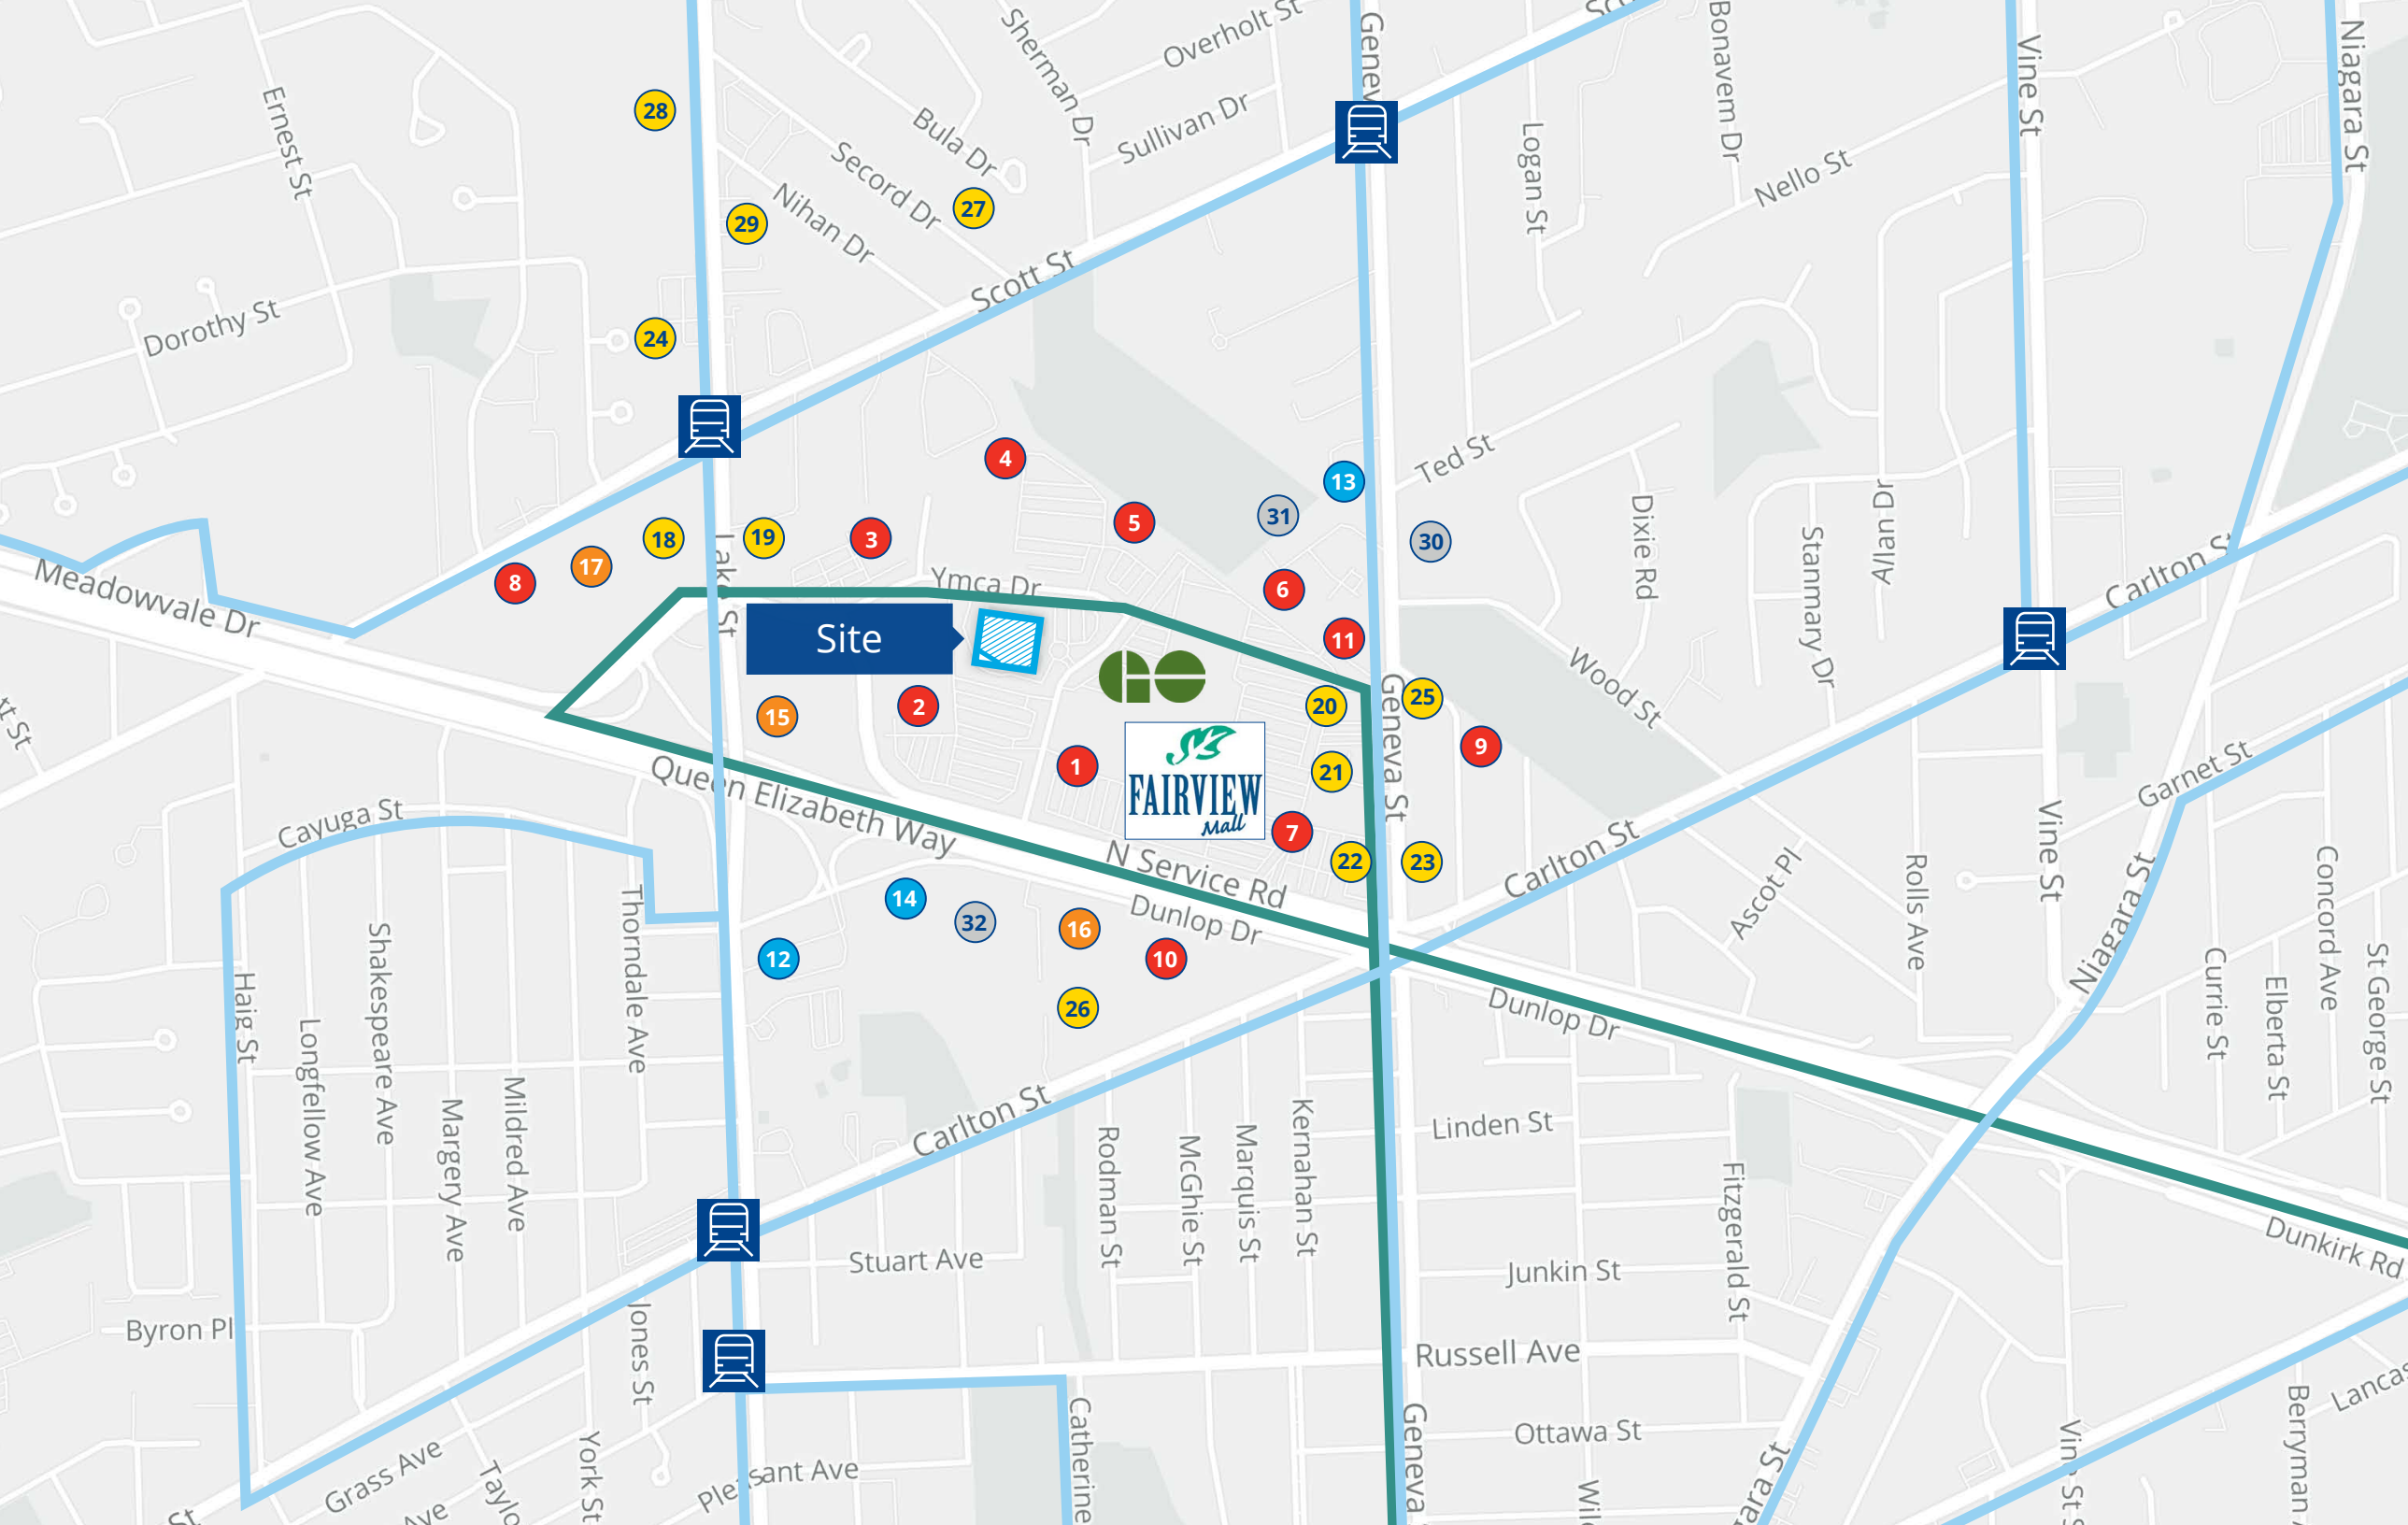 Sherman Dr
Overholt St
Bonavem Dr
Vine St
Niagara St
Ernest St
28
Bula Dr
Sullivan Dr
Logan St
Secord Dr
Nello St
Nihan Dr
27
29
Scott St
Dorothy St
24
4
Ted St
13
5
31
30
18
19
3
Dixie Rd
Allan Dr
Stanmary Dr
Carlton St
17
8
Lake St
Ymca Dr
6
Meadowvale Dr
Site
11
GO
Wood St
15
2
20
25
Geneva St
9
1
21
FAIRVIEW
Mall
Queen Elizabeth Way
Garnet St
Cayuga St
7
N Service Rd
22
23
Carlton St
Vine St
Ascot Pl
Rolls Ave
Niagara St
Concord Ave
14
32
16
Dunlop Dr
Thorndale Ave
Shakespeare Ave
12
10
26
Haig St
Longfellow Ave
Dunlop Dr
Currie St
Elberta St
St George St
Mildred Ave
Margery Ave
Carlton St
Rodman St
McGhie St
Marquis St
Kernahan St
Linden St
Fitzgerald St
Stuart Ave
Junkin St
Dunkirk Rd
Byron Pl
Jones St
Russell Ave
Catherine
Geneva
Ottawa St
Grass Ave
York St
Pleasant Ave
Ave
St